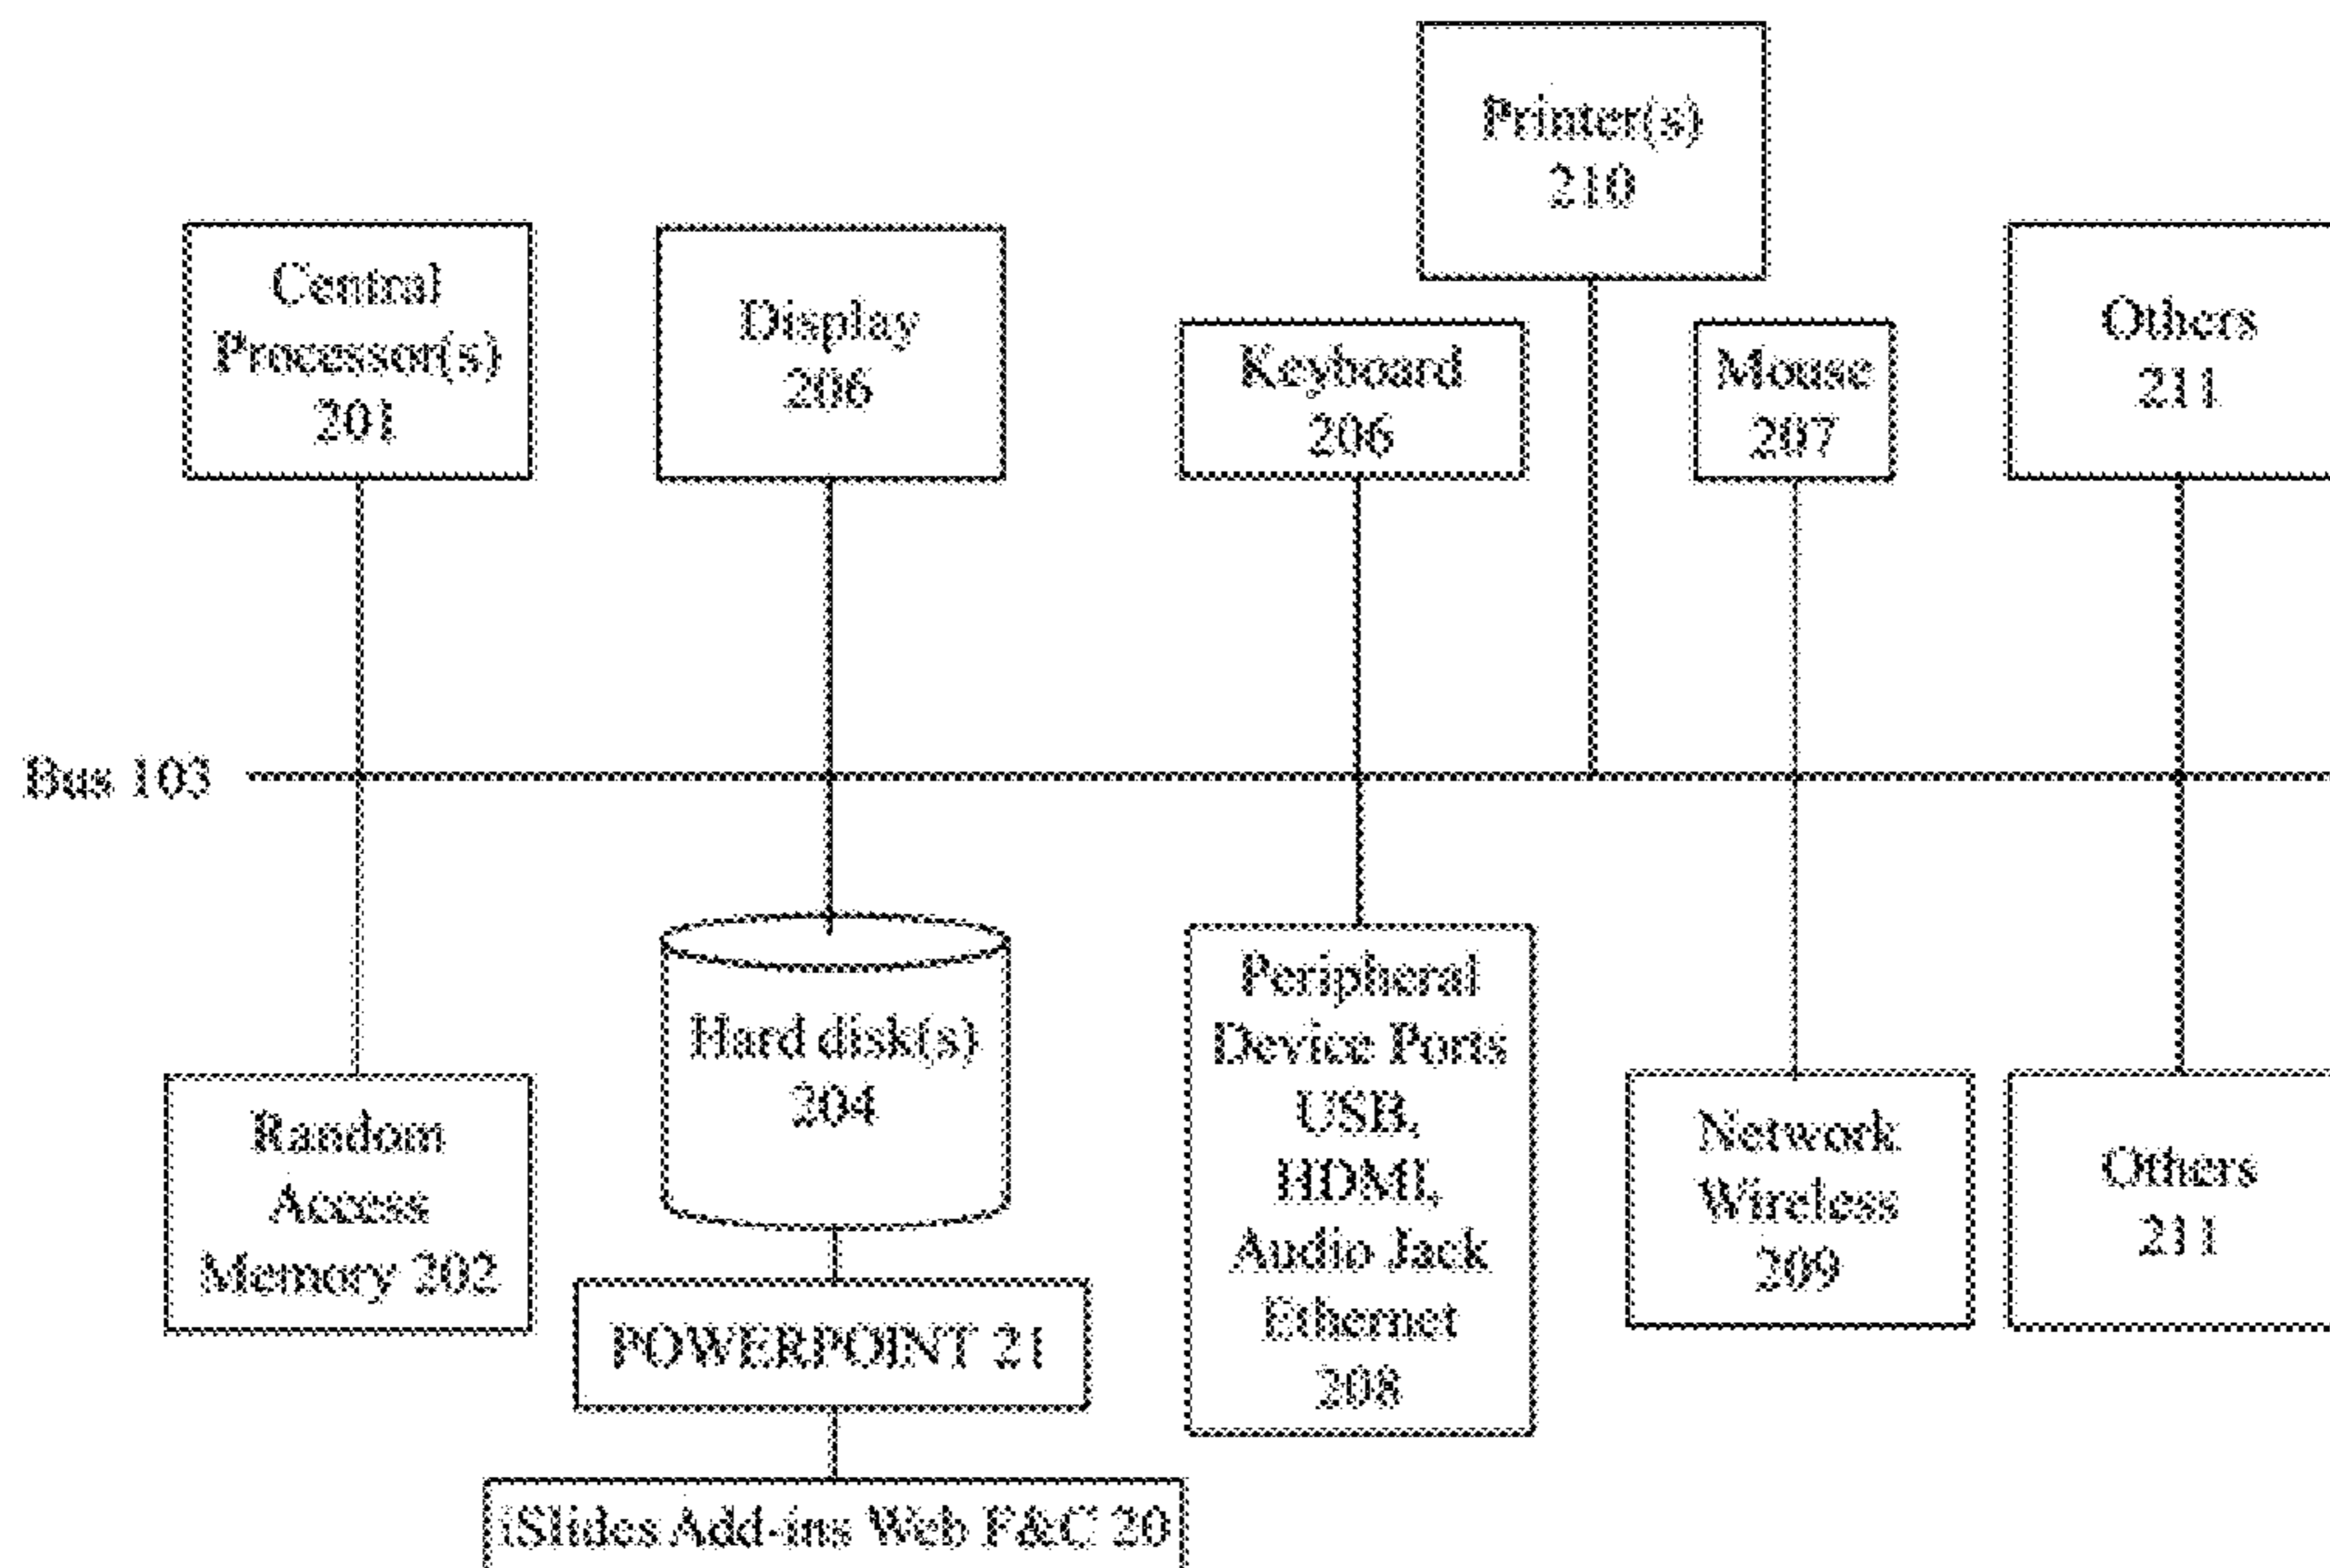 Printer(s)
210
Central
Processor(s)
201
Display
206
Keyboard
206
Mouse
207
Others
211
Bus 103
Random
Access
Memory 202
Hard disk(s)
204
POWERPOINT 21
iSlides Add-ins Web F&C 20
Peripheral
Device Ports
USB,
HDMI,
Audio Jack
Ethernet
208
Network
Wireless
209
Others
211